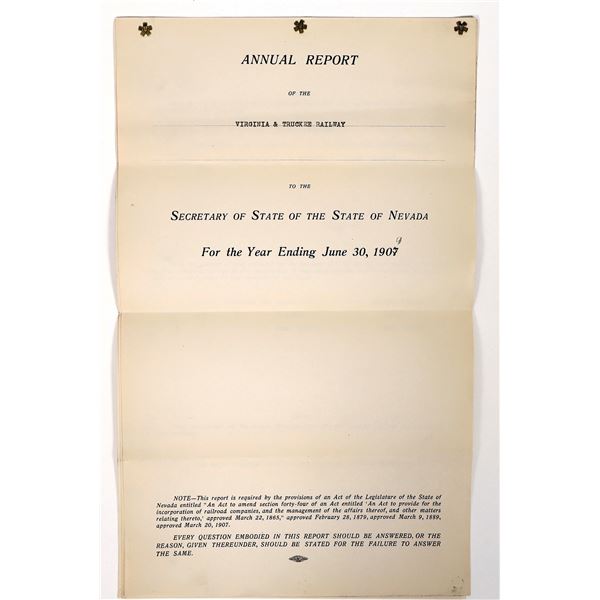 ANNUAL REPORT
OF THE
VIRGINIA & TRUCKEE RAILWAY
TO THE
SECRETARY OF STATE OF THE STATE OF NEVADA
9
For the Year Ending June 30, 1907
NOTE—This report is required by the provisions of an Act of the Legislature of the State of
Nevada entitled "An Act to amend section forty-four of an Act entitled 'An Act to provide for the
incorporation of railroad companies, and the management of the affairs thereof, and other matters
relating thereto,' approved March 22, 1865," approved February 28, 1879, approved March 9, 1889,
approved March 20, 1907.
EVERY QUESTION EMBODIED IN THIS REPORT SHOULD BE ANSWERED, OR THE
REASON, GIVEN THEREUNDER, SHOULD BE STATED FOR THE FAILURE TO ANSWER
THE SAME.